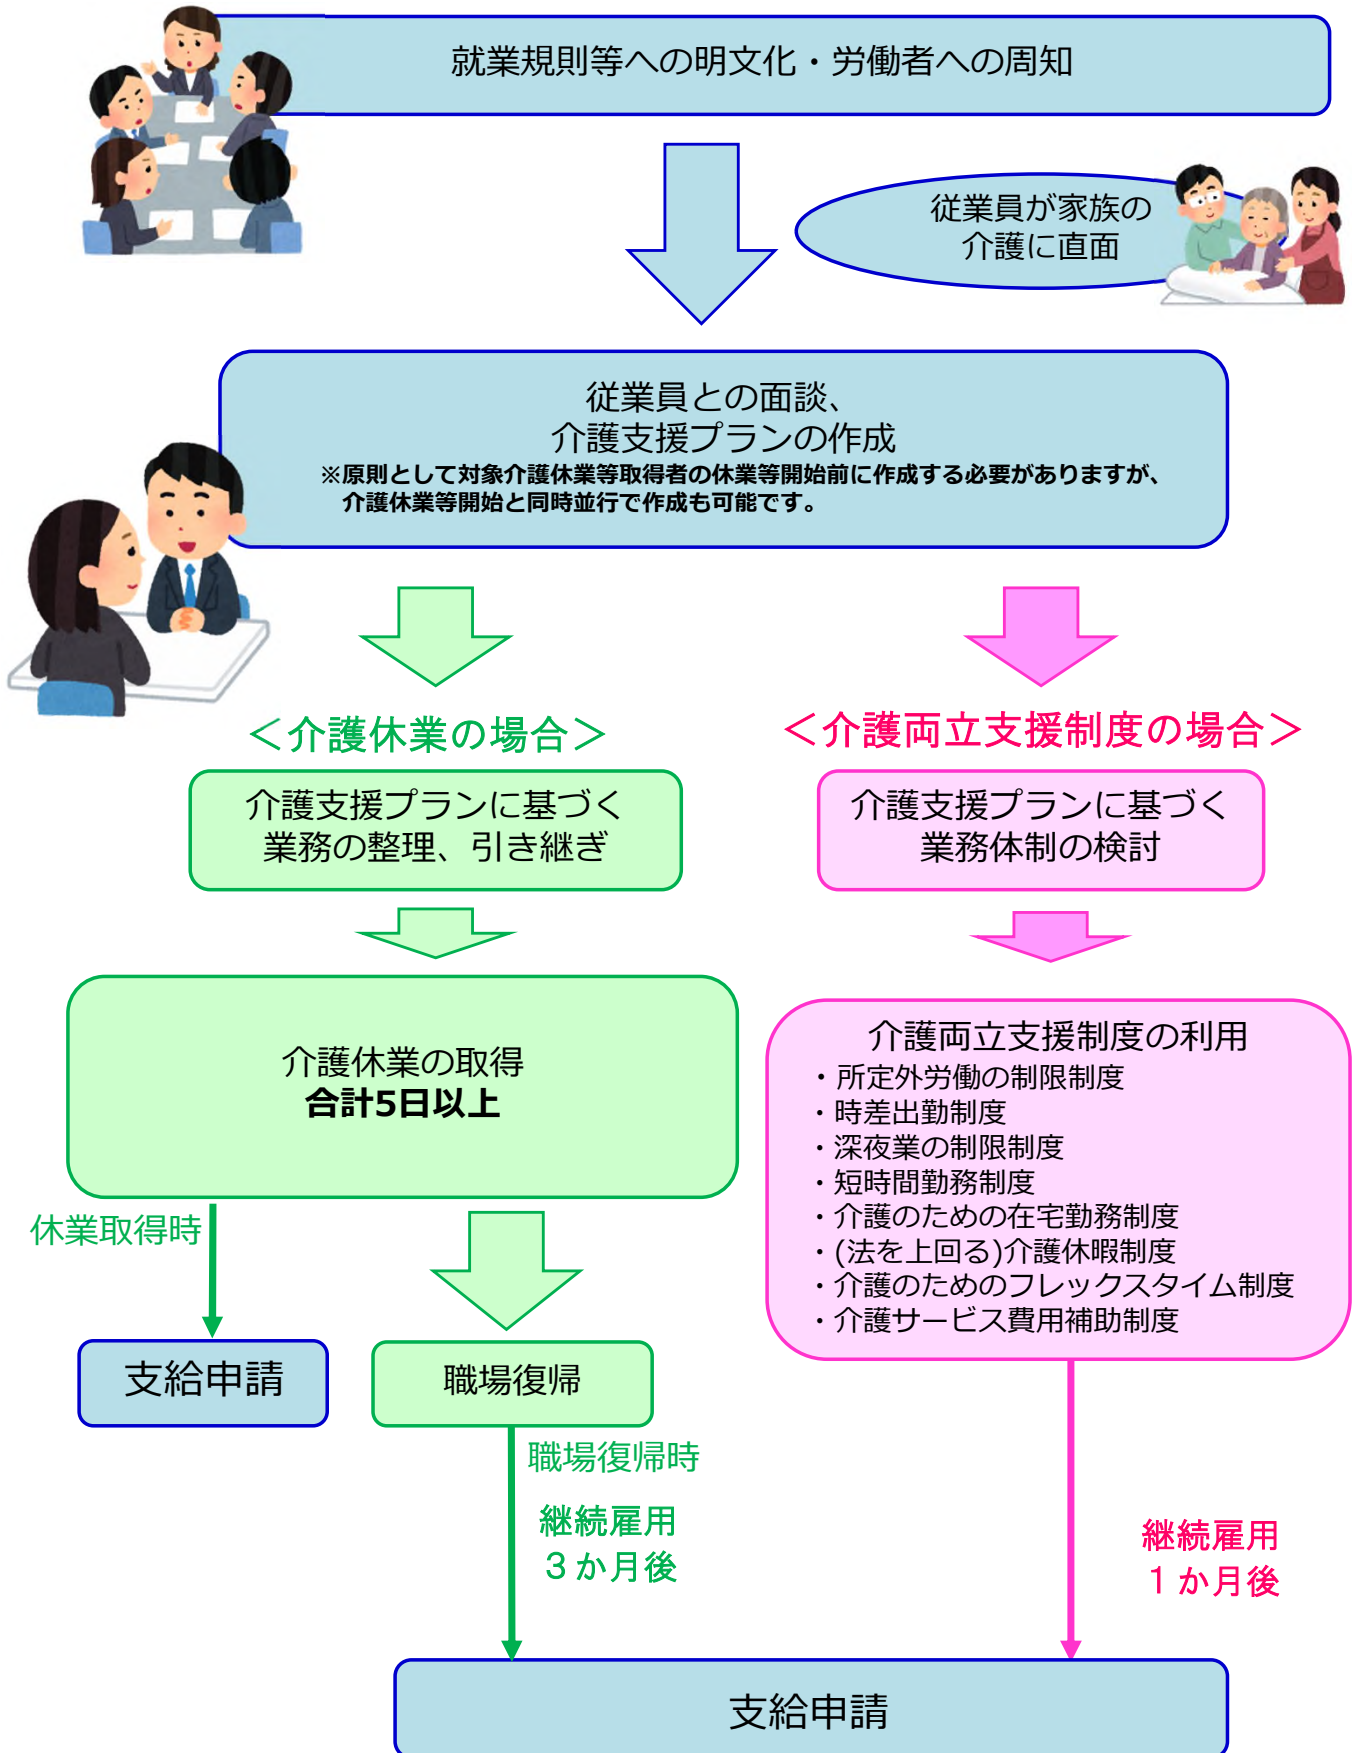 就業規則等への明文化・労働者への周知
従業員が家族の
介護に直面
従業員との面談、
介護支援プランの作成
※原則として対象介護休業等取得者の休業等開始前に作成する必要がありますが、
介護休業等開始と同時並行で作成も可能です。
＜介護休業の場合＞
介護支援プランに基づく
業務の整理、引き継ぎ
介護休業の取得
合計5日以上
休業取得時
支給申請
職場復帰
職場復帰時
継続雇用
３か月後
＜介護両立支援制度の場合＞
介護支援プランに基づく
業務体制の検討
介護両立支援制度の利用
・所定外労働の制限制度
・時差出勤制度
・深夜業の制限制度
・短時間勤務制度
・介護のための在宅勤務制度
・(法を上回る)介護休暇制度
・介護のためのフレックスタイム制度
・介護サービス費用補助制度
継続雇用
１か月後
支給申請